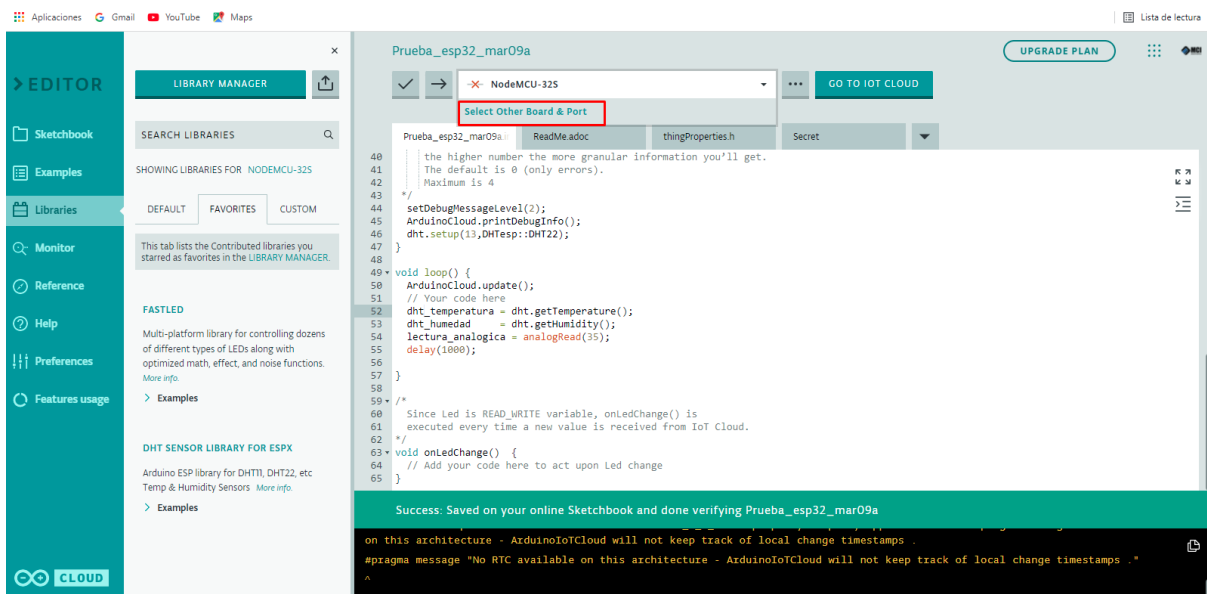 Aplicaciones Gmail YouTube Maps Lista de lectura
EDITOR
Sketchbook
Examples
Libraries
Monitor
Reference
Help
Preferences
Features usage
CLOUD
×
LIBRARY MANAGER
SEARCH LIBRARIES
SHOWING LIBRARIES FOR NODEMCU-32S
DEFAULT FAVORITES CUSTOM
This tab lists the Contributed libraries you
starred as favorites in the LIBRARY MANAGER.
FASTLED
Multi-platform library for controlling dozens
of different types of LEDs along with
optimized math, effect, and noise functions.
More info.
> Examples
DHT SENSOR LIBRARY FOR ESPX
Arduino ESP library for DHT11, DHT22, etc
Temp & Humidity Sensors More info.
> Examples
Prueba_esp32_mar09a
UPGRADE PLAN
MCI
NodeMCU-32S
Select Other Board & Port
GO TO IOT CLOUD
Prueba_esp32_mar09a. ReadMe.adoc thingProperties.h Secret
40 the higher number the more granular information you'll get.
41 The default is 0 (only errors).
42 Maximum is 4
43 */
44 setDebugMessageLevel(2);
45 ArduinoCloud.printDebugInfo();
46 dht.setup(13,DHTesp::DHT22);
47 }
48
49 void loop() {
50 ArduinoCloud.update();
51 // Your code here
52 dht_temperatura = dht.getTemperature();
53 dht_humedad = dht.getHumidity();
54 lectura_analogica = analogRead(35);
55 delay(1000);
56
57 }
58
59 /*
60 Since Led is READ_WRITE variable, onLedChange() is
61 executed every time a new value is received from IoT Cloud.
62 */
63 void onLedChange() {
64 // Add your code here to act upon Led change
65 }
Success: Saved on your online Sketchbook and done verifying Prueba_esp32_mar09a
on this architecture - ArduinoIoTCloud will not keep track of local change timestamps .
#pragma message "No RTC available on this architecture - ArduinoIoTCloud will not keep track of local change timestamps ."
^